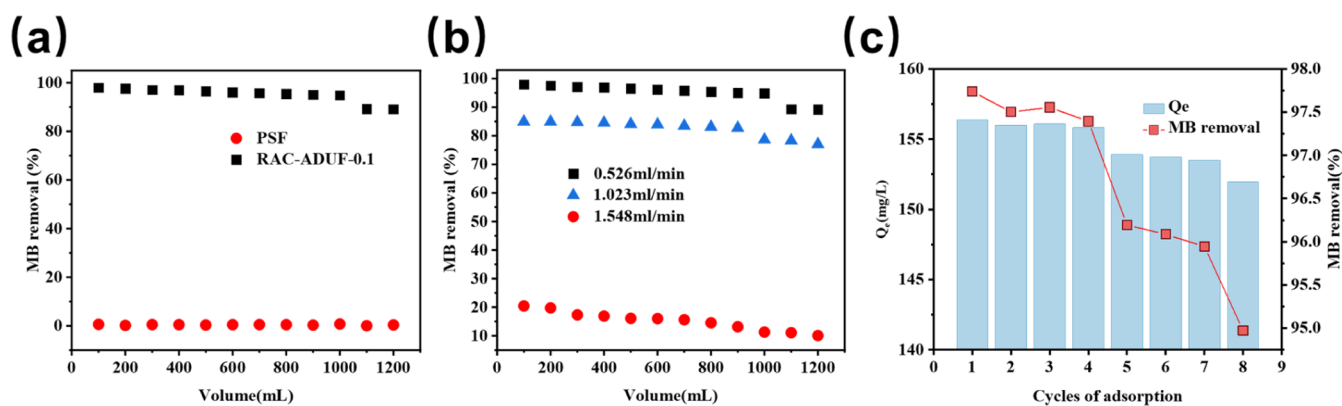 (a)
MB removal (%)
100
80
60
40
20
0
PSF
RAC-ADUF-0.1
0 200 400 600 800 1000 1200
Volume(mL)
(b)
MB removal (%)
100
90
80
70
60
50
40
30
20
10
0.526ml/min
1.023ml/min
1.548ml/min
0 200 400 600 800 1000 1200
Volume(mL)
(c)
Qe(mg/L)
160
155
150
145
140
Qe
MB removal
0 1 2 3 4 5 6 7 8 9
Cycles of adsorption
98.0
97.5
97.0
96.5
96.0
95.5
95.0
MB removal(%)